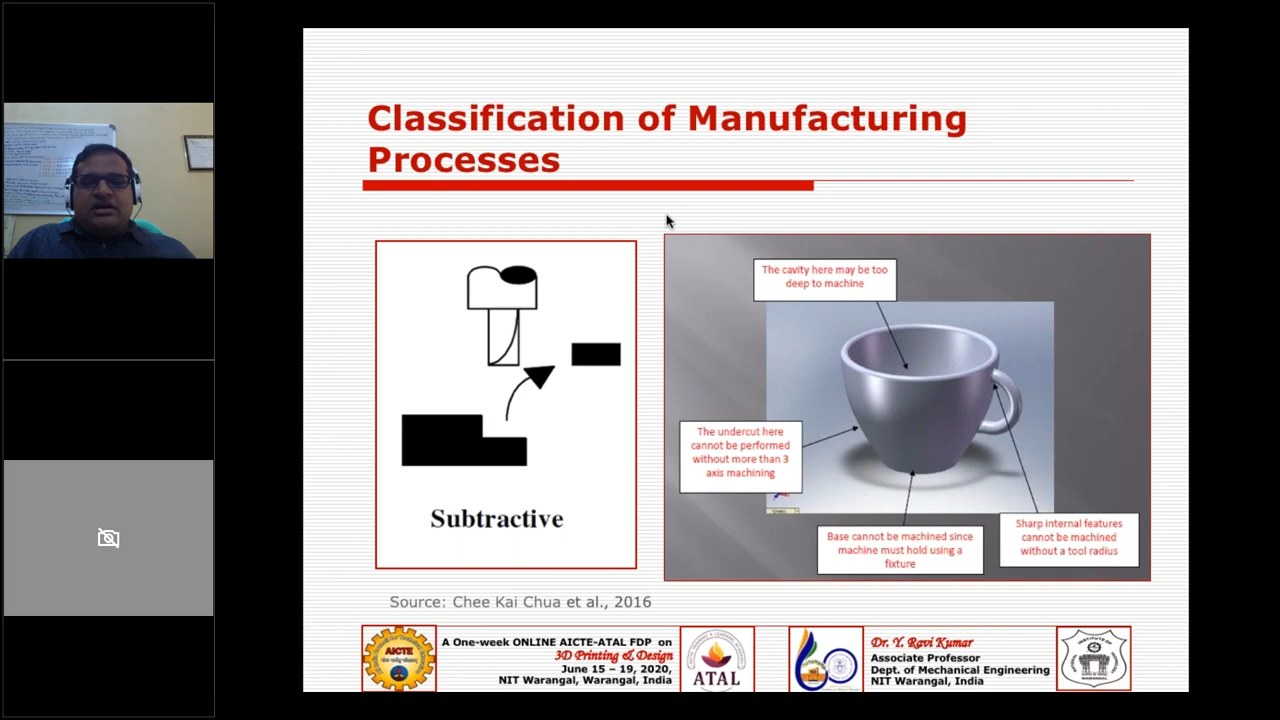 Classification of Manufacturing
Processes
The cavity here may be too
deep to machine
The undercut here
cannot be performed
without more than 3
axis machining
Base cannot be machined since
machine must hold using a
fixture
Sharp internal features
cannot be machined
without a tool radius
Subtractive
Source: Chee Kai Chua et al., 2016
AICTE
A One-week ONLINE AICTE-ATAL FDP on
3D Printing & Design
June 15 – 19, 2020,
NIT Warangal, Warangal, India
ATAL
Dr. Y. Ravi Kumar
Associate Professor
Dept. of Mechanical Engineering
NIT Warangal, India